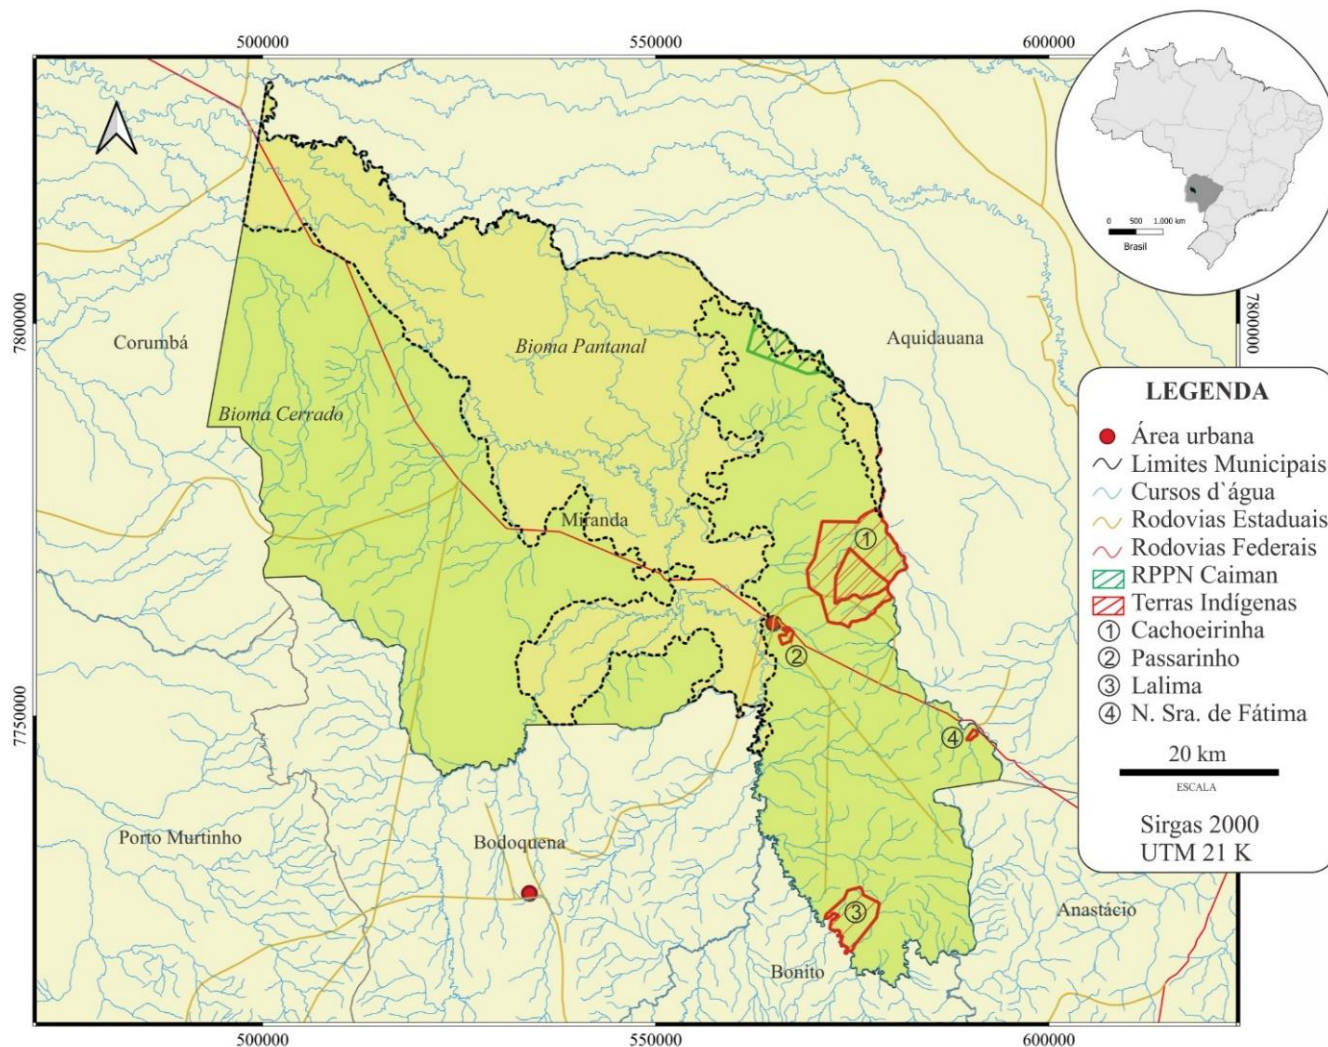 500000
550000
600000
A
0 500 1.000 km
Brasil
7800000
7800000
Corumbá
Bioma Pantanal
Aquidauana
Bioma Cerrado
Miranda
1
2
4
3
7750000
Porto Murtinho
Bodoquena
Bonito
Anastácio
LEGENDA
Área urbana
Limites Municipais
Cursos d`água
Rodovias Estaduais
Rodovias Federais
RPPN Caiman
Terras Indígenas
1 Cachoeirinha
2 Passarinho
3 Lalima
4 N. Sra. de Fátima
20 km
ESCALA
Sirgas 2000
UTM 21 K
500000
550000
600000